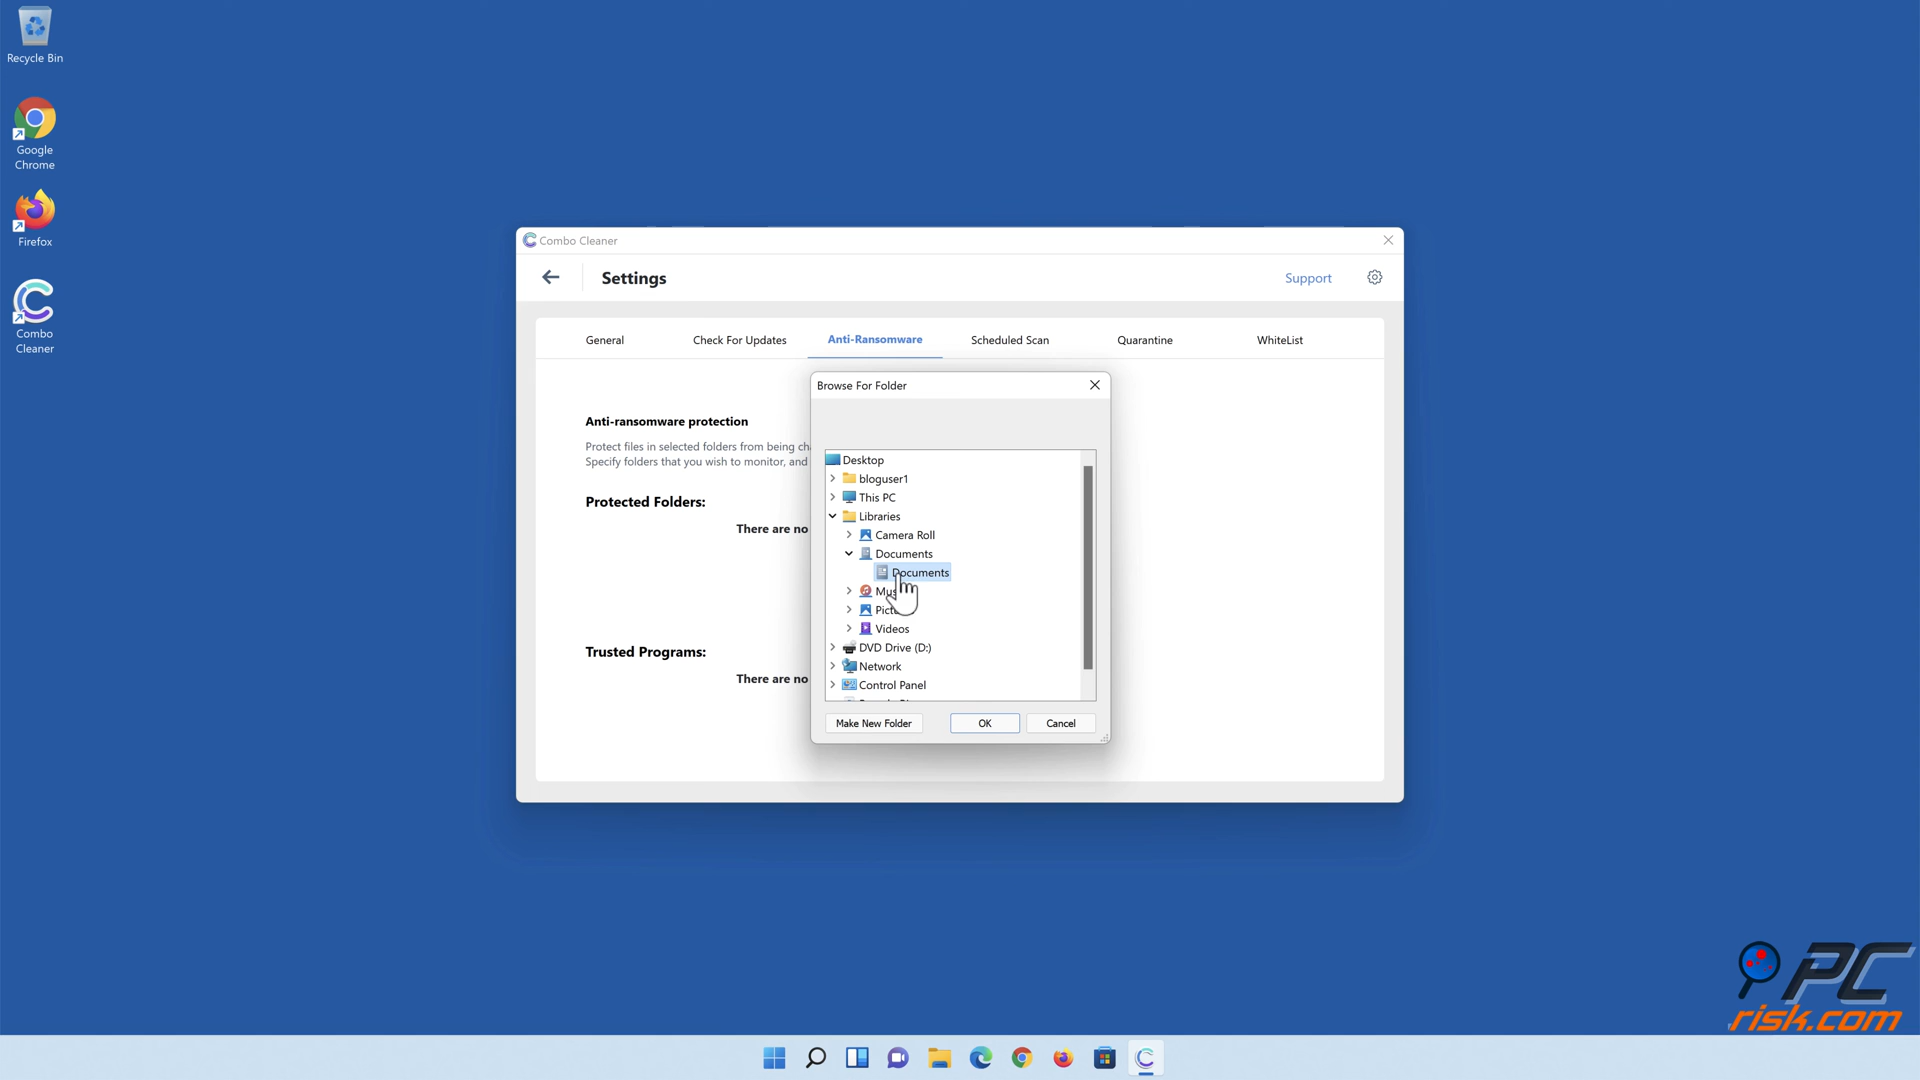 Recycle Bin
Google
Chrome
Firefox
Combo
Cleaner
Combo Cleaner
Settings
Support
General
Check For Updates
Anti-Ransomware
Scheduled Scan
Quarantine
WhiteList
Anti-ransomware protection
Protect files in selected folders from being
Specify folders that you wish to monitor, and
Protected Folders:
There are no
Trusted Programs:
There are no
Browse For Folder
Desktop
bloguser1
This PC
Libraries
Camera Roll
Documents
Documents
Videos
DVD Drive (D:)
Network
Control Panel
Make New Folder
OK
Cancel
PC
risk.com